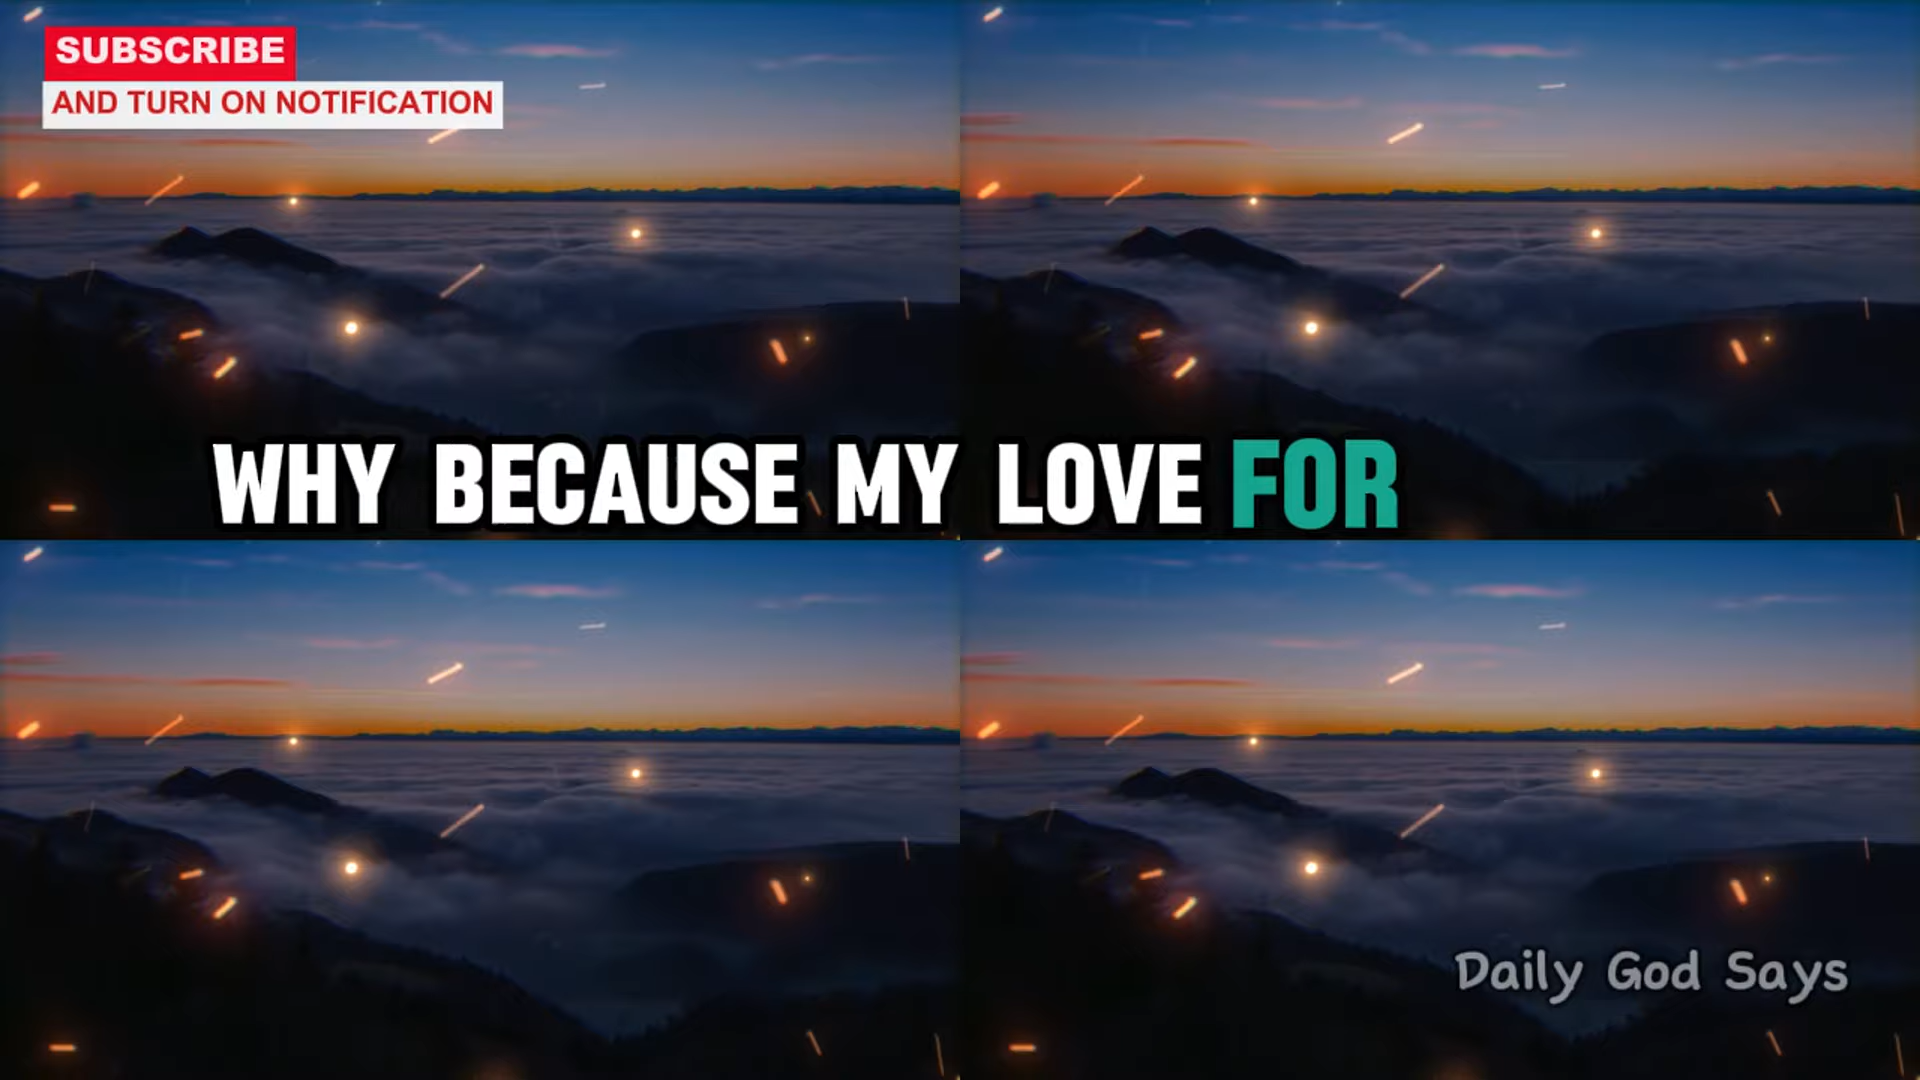 SUBSCRIBE
AND TURN ON NOTIFICATION
WHY BECAUSE MY LOVE FOR
Daily God Says